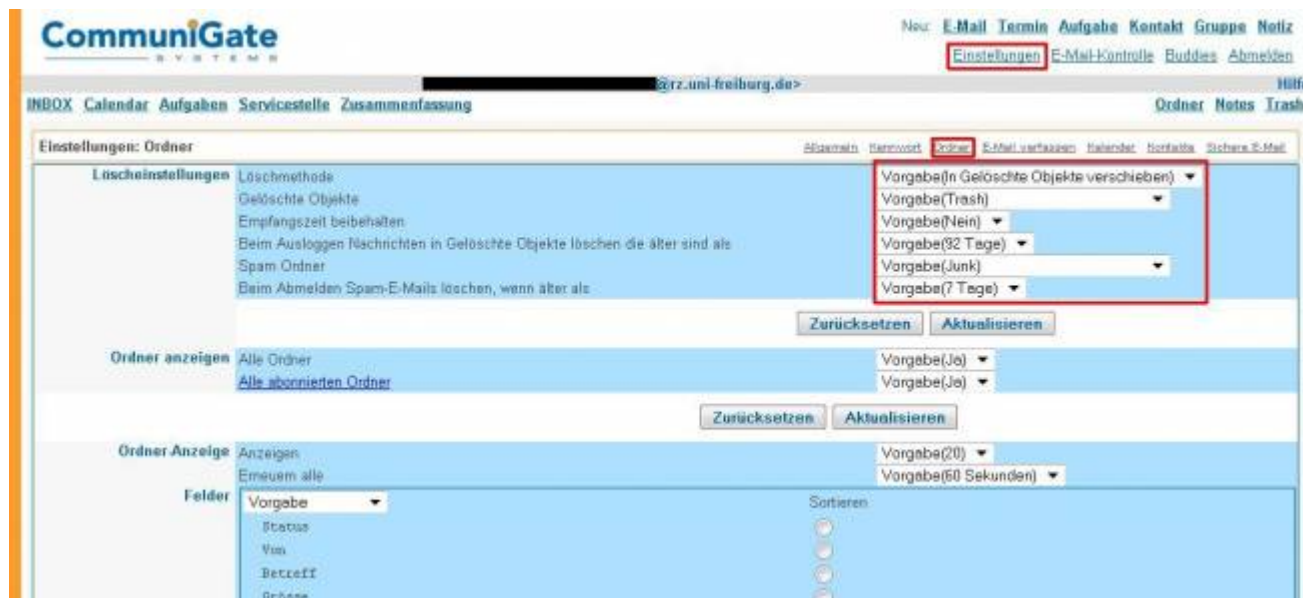 CommuniGate
SYSTEMS
Neu: E-Mail Termin Aufgabe Kontakt Gruppe Notiz
Einstellungen E-Mail-Kontrolle Buddies Abmelden
@rz.uni-freiburg.de>
Hilfe
INBOX Calendar Aufgaben Servicestelle Zusammenfassung
Ordner Notes Trash
Einstellungen: Ordner
Allgemein Kennwort Ordner E-Mail verfassen Kalender Kontakte Sichere E-Mail
Löscheinstellungen Löschmethode Vorgabe(In Gelöschte Objekte verschieben)
Gelöschte Objekte Vorgabe(Trash)
Empfangszeit beibehalten Vorgabe(Nein)
Beim Ausloggen Nachrichten in Gelöschte Objekte löschen die älter sind als Vorgabe(92 Tage)
Spam Ordner Vorgabe(Junk)
Beim Abmelden Spam-E-Mails löschen, wenn älter als Vorgabe(7 Tage)
Zurücksetzen Aktualisieren
Ordner anzeigen Alle Ordner Vorgabe(Ja)
Alle abonnierten Ordner Vorgabe(Ja)
Zurücksetzen Aktualisieren
Ordner Anzeige Anzeigen Vorgabe(20)
Erneuern alle Vorgabe(60 Sekunden)
Felder Vorgabe Sortieren
Status
Von
Betreff
Grösse